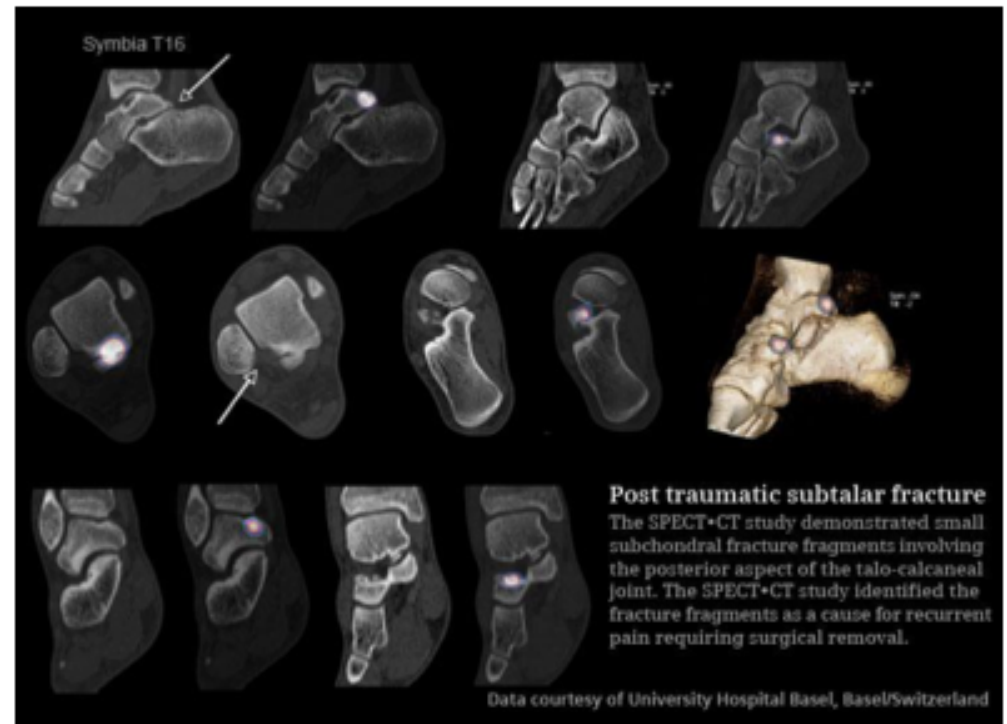 Symbia T16
Post traumatic subtalar fracture
The SPECT•CT study demonstrated small
subchondral fracture fragments involving
the posterior aspect of the talo-calcaneal
joint. The SPECT•CT study identified the
fracture fragments as a cause for recurrent
pain requiring surgical removal.
Data courtesy of University Hospital Basel, Basel/Switzerland